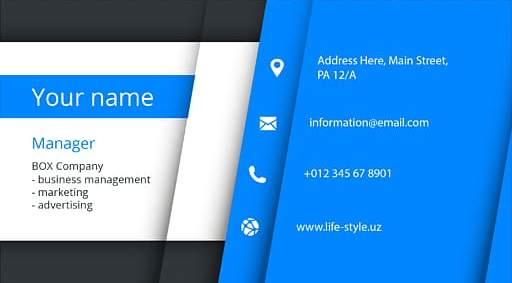 Your name
Manager
BOX Company
- business management
- marketing
- advertising
Address Here, Main Street,
PA 12/A
information@email.com
+012 345 67 8901
www.life-style.uz